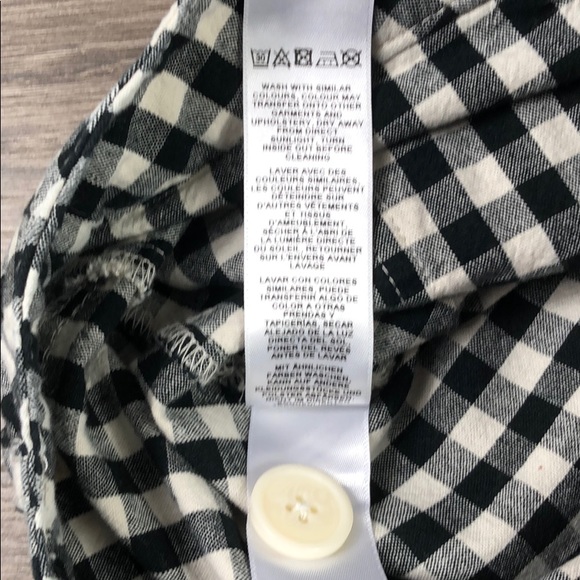 WASH WITH SIMILAR
COLOURS, COLOUR MAY
TRANSFER ONTO OTHER
GARMENTS AND
UPHOLSTERY, DRY AWAY
FROM DIRECT
SUNLIGHT, TURN
INSIDE OUT BEFORE
CLEANING
LAVER AVEC DES
COULEURS SIMILAIRES,
LES COULEURS PEUVENT
DÉTEINDRE SUR
D'AUTRES VÊTEMENTS
ET TISSUS
D'AMEUBLEMENT,
SÉCHER À L'ABRI DE
LA LUMIÈRE DIRECTE
DU SOLEIL, RETOURNER
SUR L'ENVERS AVANT
LAVAGE
LAVAR CON COLORES
SIMILARES, PUEDE
TRANSFERIR ALGO DE
COLOR A OTRAS
PRENDAS Y
TAPICERÍAS, SECAR
ALEJADO DE LA LUZ
DIRECTA DEL SOL,
ANTES DE LAVAR
MIT ÄHNLICHEN
FARBEN WASCHEN,